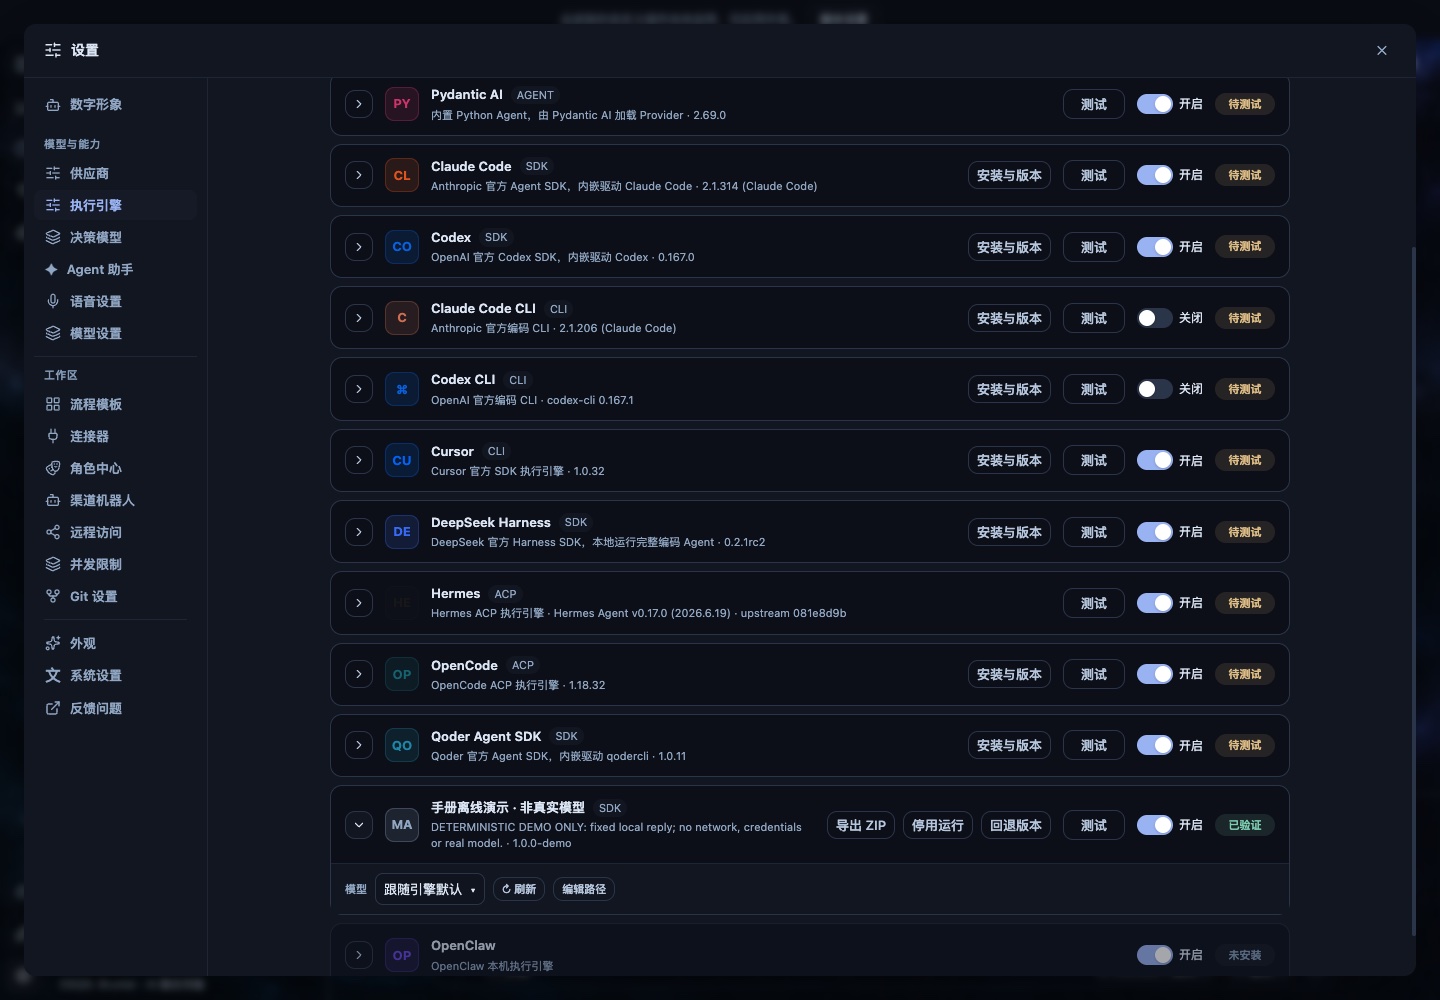 设置
数字形象
模型与能力
供应商
执行引擎
决策模型
Agent 助手
语音设置
模型设置
工作区
流程模板
连接器
角色中心
渠道机器人
远程访问
并发限制
Git 设置
外观
系统设置
反馈问题
PY Pydantic AI AGENT 测试 开启 待测试
内置 Python Agent，由 Pydantic AI 加载 Provider · 2.69.0
CL Claude Code SDK 安装与版本 测试 开启 待测试
Anthropic 官方 Agent SDK，内嵌驱动 Claude Code · 2.1.314 (Claude Code)
CO Codex SDK 安装与版本 测试 开启 待测试
OpenAI 官方 Codex SDK，内嵌驱动 Codex · 0.167.0
C Claude Code CLI CLI 安装与版本 测试 关闭 待测试
Anthropic 官方编码 CLI · 2.1.206 (Claude Code)
⌘ Codex CLI CLI 安装与版本 测试 关闭 待测试
OpenAI 官方编码 CLI · codex-cli 0.167.1
CU Cursor CLI 安装与版本 测试 开启 待测试
Cursor 官方 SDK 执行引擎 · 1.0.32
DE DeepSeek Harness SDK 安装与版本 测试 开启 待测试
DeepSeek 官方 Harness SDK，本地运行完整编码 Agent · 0.2.1rc2
HE Hermes ACP 测试 开启 待测试
Hermes ACP 执行引擎 · Hermes Agent v0.17.0 (2026.6.19) · upstream 081e8d9b
OP OpenCode ACP 安装与版本 测试 开启 待测试
OpenCode ACP 执行引擎 · 1.18.32
QO Qoder Agent SDK SDK 安装与版本 测试 开启 待测试
Qoder 官方 Agent SDK，内嵌驱动 qodercli · 1.0.11
MA 手册离线演示 · 非真实模型 SDK 导出 ZIP 停用运行 回退版本 测试 开启 已验证
DETERMINISTIC DEMO ONLY: fixed local reply; no network, credentials
or real model. · 1.0.0-demo
模型 跟随引擎默认 刷新 编辑路径
OP OpenClaw 开启 未安装
OpenClaw 本机执行引擎